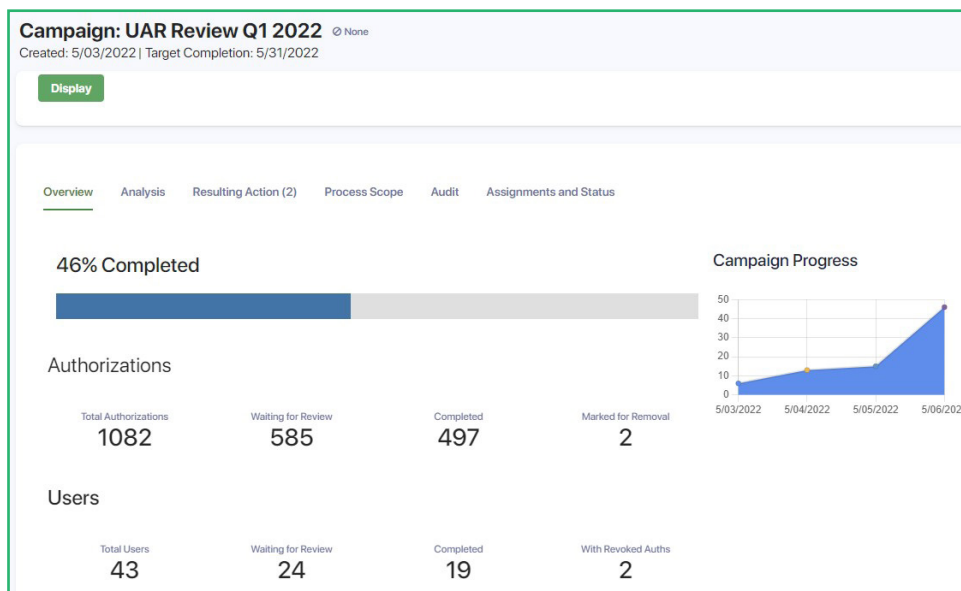 Campaign: UAR Review Q1 2022 None
Created: 5/03/2022 | Target Completion: 5/31/2022
Display
Overview Analysis Resulting Action (2) Process Scope Audit Assignments and Status
46% Completed
Campaign Progress
50
40
30
20
10
0
5/03/2022 5/04/2022 5/05/2022 5/06/202
Authorizations
Total Authorizations Waiting for Review Completed Marked for Removal
1082 585 497 2
Users
Total Users Waiting for Review Completed With Revoked Auths
43 24 19 2